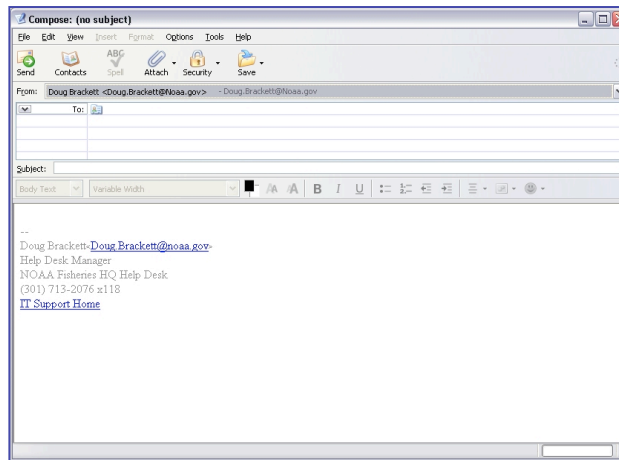 Compose: (no subject)
File Edit View Insert Format Options Tools Help
ABC
Send Contacts Spell Attach Security Save
From: Doug Brackett <Doug.Brackett@Noaa.gov> - Doug.Brackett@Noaa.gov
To:
Subject:
Body Text Variable Width A A B I U
--
Doug Brackett<Doug.Brackett@noaa.gov>
Help Desk Manager
NOAA Fisheries HQ Help Desk
(301) 713-2076 x118
IT Support Home